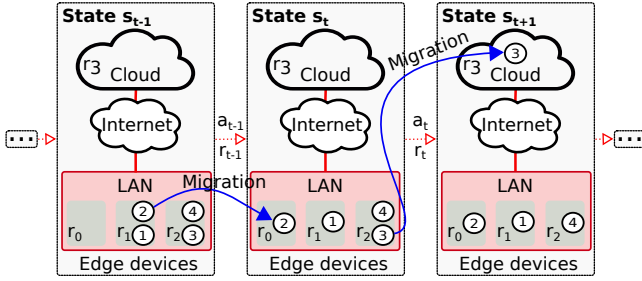 State s_{t-1}
r₃ Cloud
Internet
LAN
r₀
r₁ ② ①
r₂ ④ ③
Edge devices
...
a_{t-1}
r_{t-1}
Migration
State s_t
r₃ Cloud
Internet
LAN
r₀ ②
r₁ ①
r₂ ④ ③
Edge devices
a_t
r_t
Migration
State s_{t+1}
r₃ Cloud ③
Internet
LAN
r₀ ②
r₁ ①
r₂ ④
Edge devices
...